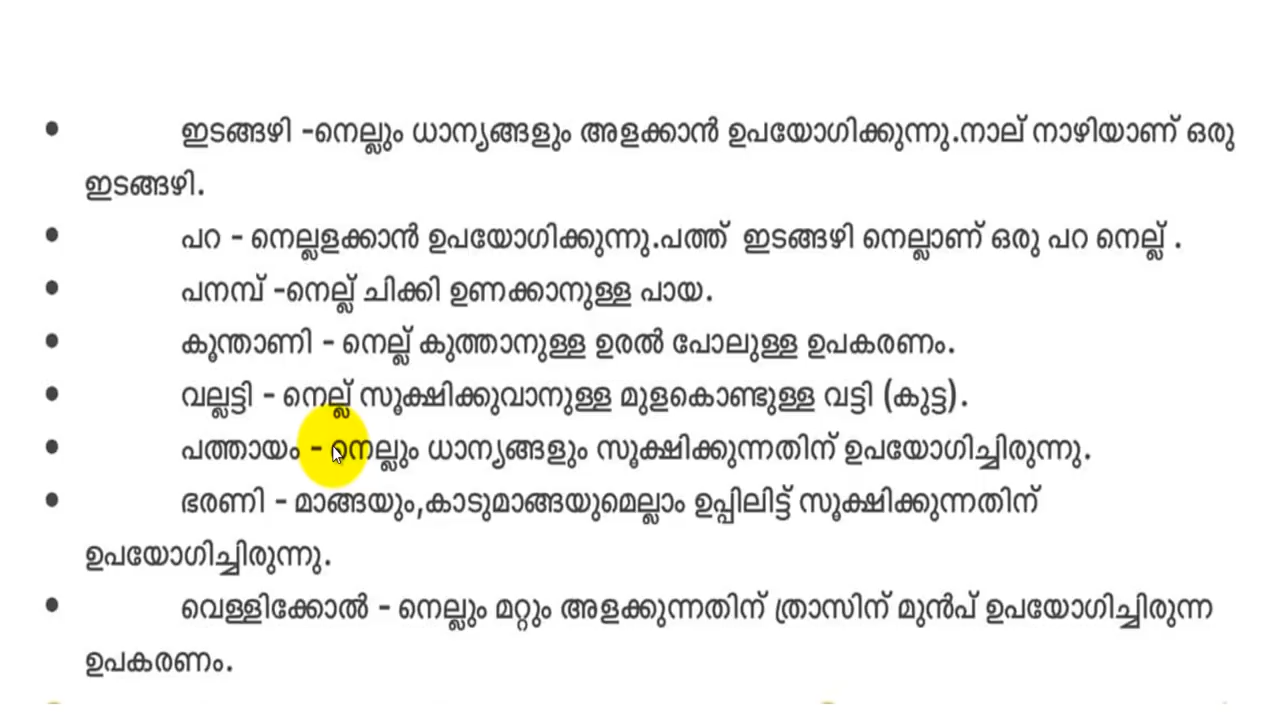 • ഇടങ്ങഴി -നെല്ലും ധാന്യങ്ങളും അളക്കാൻ ഉപയോഗിക്കുന്നു.നാല് നാഴിയാണ് ഒരു
ഇടങ്ങഴി.
• പറ - നെല്ലളക്കാൻ ഉപയോഗിക്കുന്നു.പത്ത് ഇടങ്ങഴി നെല്ലാണ് ഒരു പറ നെല്ല് .
• പനമ്പ് -നെല്ല് ചിക്കി ഉണക്കാനുള്ള പായ.
• കൂന്താണി - നെല്ല് കുത്താനുള്ള ഉരൽ പോലുള്ള ഉപകരണം.
• വല്ലട്ടി - നെല്ല് സൂക്ഷിക്കുവാനുള്ള മുളകൊണ്ടുള്ള വട്ടി (കുട്ട).
• പത്തായം - നെല്ലും ധാന്യങ്ങളും സൂക്ഷിക്കുന്നതിന് ഉപയോഗിച്ചിരുന്നു.
• ഭരണി - മാങ്ങയും,കാടുമാങ്ങയുമെല്ലാം ഉപ്പിലിട്ട് സൂക്ഷിക്കുന്നതിന്
ഉപയോഗിച്ചിരുന്നു.
• വെള്ളിക്കോൽ - നെല്ലും മറ്റും അളക്കുന്നതിന് ത്രാസിന് മുൻപ് ഉപയോഗിച്ചിരുന്ന
ഉപകരണം.